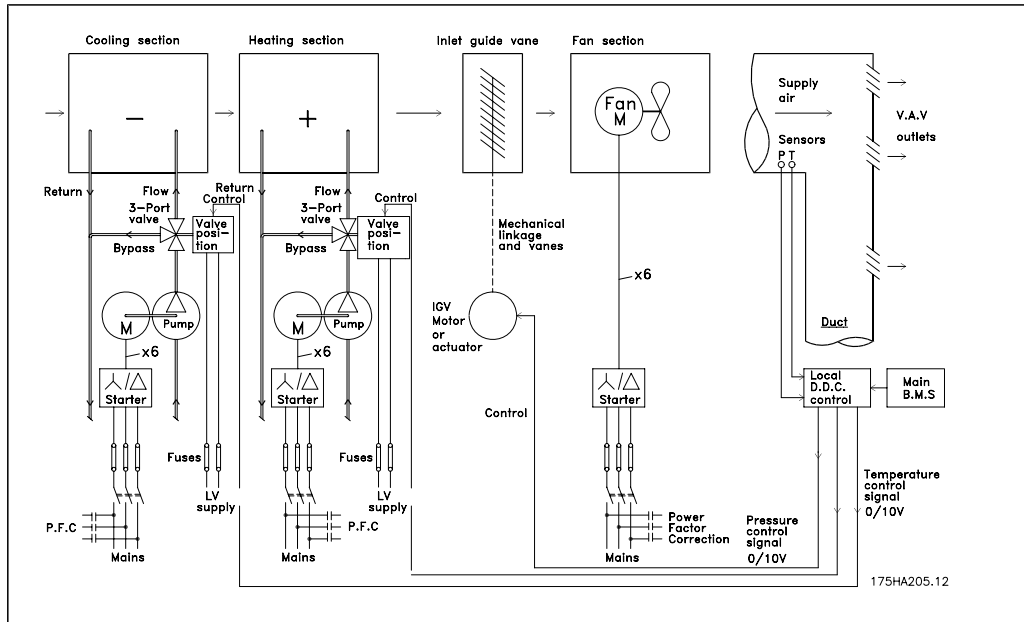 Cooling section
Heating section
Inlet guide vane
Fan section
-
+
Fan
M
Supply
air
V.A.V
outlets
Sensors
P T
Return
Flow
Return
Control
Flow
Control
3-Port
valve
Valve
posi-
tion
3-Port
valve
Valve
posi-
tion
Bypass
Bypass
Mechanical
linkage
and vanes
x6
IGV
Motor
or
actuator
M
Pump
M
Pump
Duct
x6
x6
Starter
Starter
Starter
Local
D.D.C.
control
Main
B.M.S
Control
Fuses
Fuses
LV
supply
LV
supply
Temperature
control
signal
0/10V
P.F.C
P.F.C
Power
Factor
Correction
Pressure
control
signal
0/10V
Mains
Mains
Mains
175HA205.12